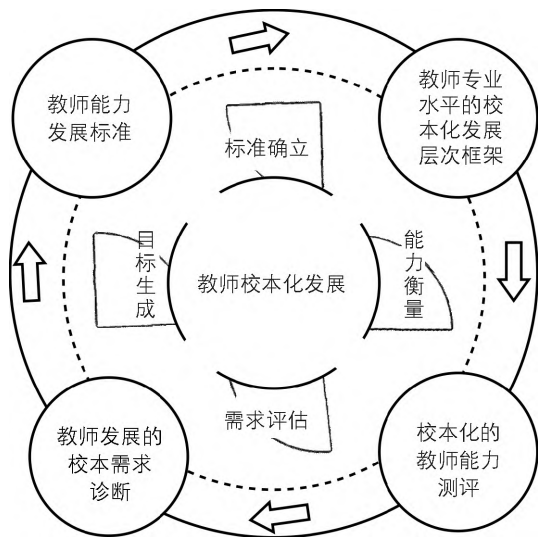 教师能力
发展标准
教师专业
水平的校
本化发展
层次框架
标准确立
目标生成
教师校本化发展
能力衡量
需求评估
教师发展的
校本需求
诊断
校本化的
教师能力
测评